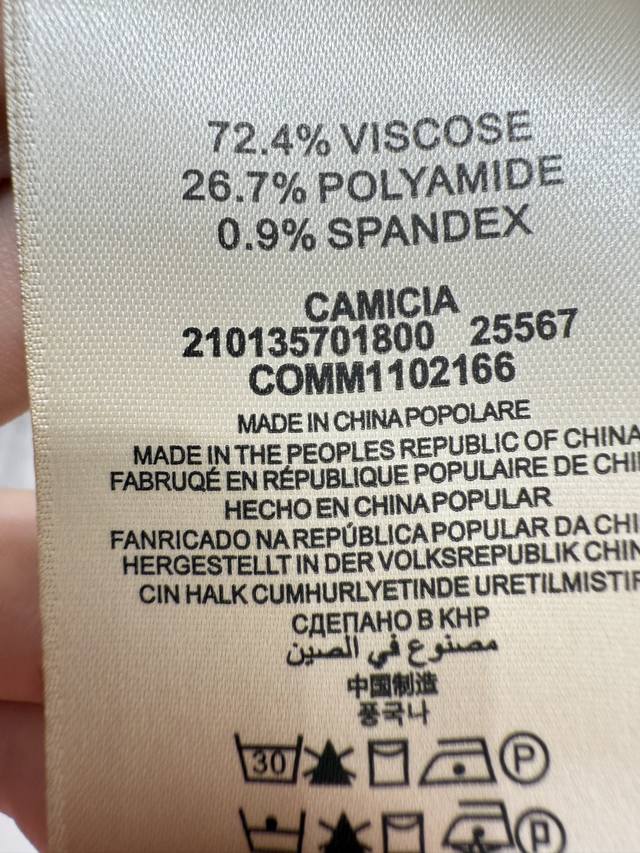 72.4% VISCOSE
26.7% POLYAMIDE
0.9% SPANDEX
CAMICIA
210135701800 25567
COMM1102166
MADE IN CHINA POPOLARE
MADE IN THE PEOPLES REPUBLIC OF CHINA
FABRUQÉ EN RÉPUBLIQUE POPULAIRE DE CHI
HECHO EN CHINA POPULAR
FANRICADO NA REPÚBLICA POPULAR DA CHI
HERGESTELLT IN DER VOLKSREPUBLIK CHIN
CIN HALK CUMHURLYETINDE URETILMISTIF
СДЕПАНО В КНР
مصنوع في الصين
中国制造
풍국나
30 P
P